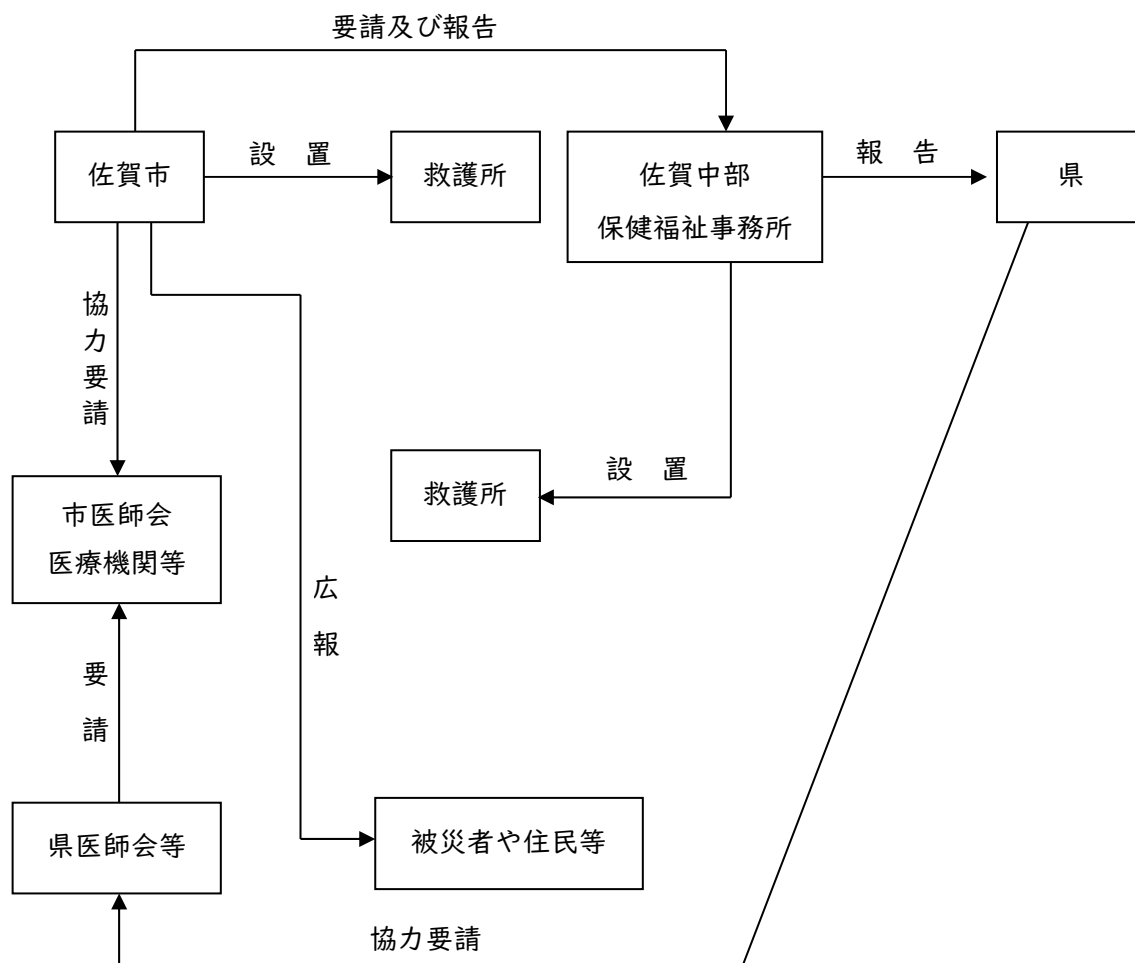 要請及び報告
佐賀市
設　置
救護所
佐賀中部
保健福祉事務所
報　告
県
協力要請
救護所
設　置
市医師会
医療機関等
広報
要請
県医師会等
被災者や住民等
協力要請